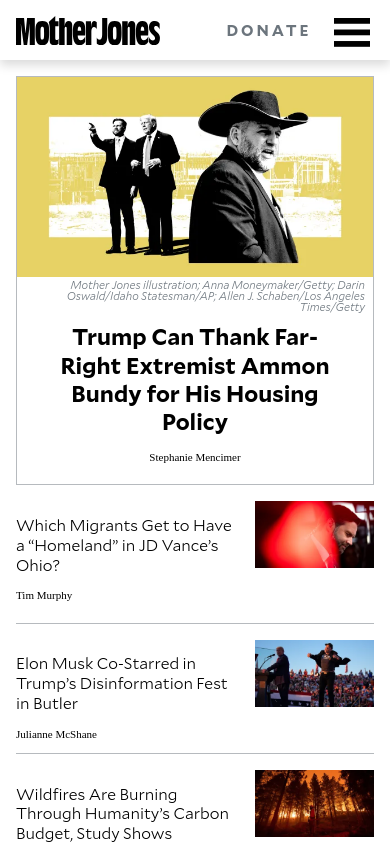 Mother Jones
DONATE
Mother Jones illustration; Anna Moneymaker/Getty; Darin
Oswald/Idaho Statesman/AP; Allen J. Schaben/Los Angeles
Times/Getty
Trump Can Thank Far-
Right Extremist Ammon
Bundy for His Housing
Policy
Stephanie Mencimer
Which Migrants Get to Have
a “Homeland” in JD Vance’s
Ohio?
Tim Murphy
Elon Musk Co-Starred in
Trump’s Disinformation Fest
in Butler
Julianne McShane
Wildfires Are Burning
Through Humanity’s Carbon
Budget, Study Shows